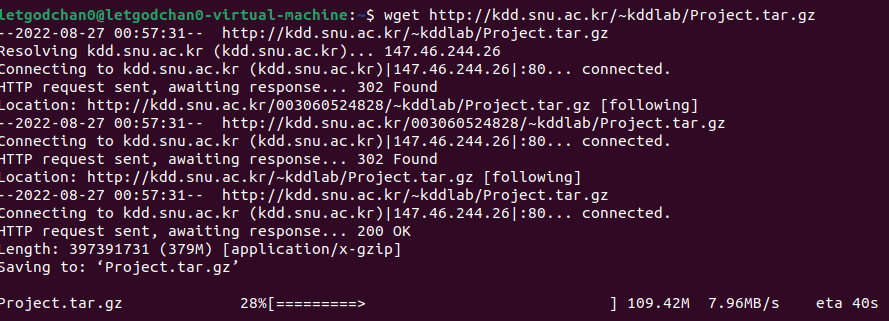 letgodchan0@letgodchan0-virtual-machine:~$ wget http://kdd.snu.ac.kr/~kddlab/Project.tar.gz
--2022-08-27 00:57:31--  http://kdd.snu.ac.kr/~kddlab/Project.tar.gz
Resolving kdd.snu.ac.kr (kdd.snu.ac.kr)... 147.46.244.26
Connecting to kdd.snu.ac.kr (kdd.snu.ac.kr)|147.46.244.26|:80... connected.
HTTP request sent, awaiting response... 302 Found
Location: http://kdd.snu.ac.kr/003060524828/~kddlab/Project.tar.gz [following]
--2022-08-27 00:57:31--  http://kdd.snu.ac.kr/003060524828/~kddlab/Project.tar.gz
Connecting to kdd.snu.ac.kr (kdd.snu.ac.kr)|147.46.244.26|:80... connected.
HTTP request sent, awaiting response... 302 Found
Location: http://kdd.snu.ac.kr/~kddlab/Project.tar.gz [following]
--2022-08-27 00:57:31--  http://kdd.snu.ac.kr/~kddlab/Project.tar.gz
Connecting to kdd.snu.ac.kr (kdd.snu.ac.kr)|147.46.244.26|:80... connected.
HTTP request sent, awaiting response... 200 OK
Length: 397391731 (379M) [application/x-gzip]
Saving to: ‘Project.tar.gz’
Project.tar.gz 28%[=========> ] 109.42M 7.96MB/s eta 40s